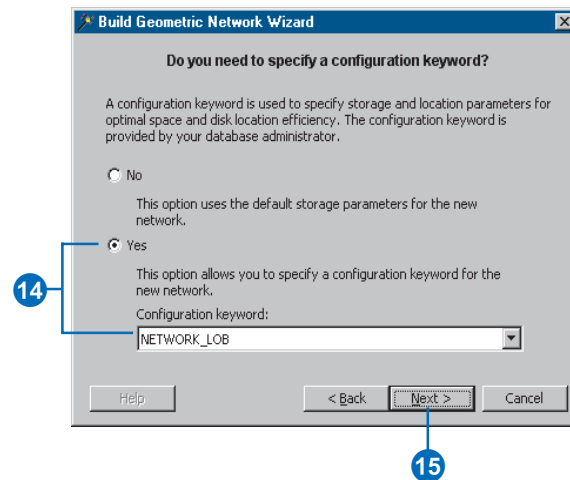 Build Geometric Network Wizard
Do you need to specify a configuration keyword?
A configuration keyword is used to specify storage and location parameters for
optimal space and disk location efficiency. The configuration keyword is
provided by your database administrator.
No
This option uses the default storage parameters for the new
network.
Yes
This option allows you to specify a configuration keyword for the
new network.
14
Configuration keyword:
NETWORK_LOB
Help
< Back
Next >
Cancel
15